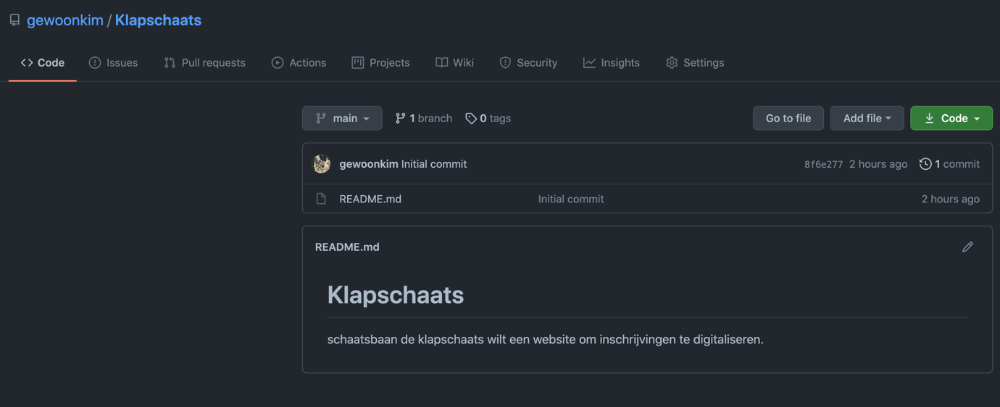 gewoonkim / Klapschaats
Code Issues Pull requests Actions Projects Wiki Security Insights Settings
main 1 branch 0 tags Go to file Add file Code
gewoonkim Initial commit 8f6e277 2 hours ago 1 commit
README.md Initial commit 2 hours ago
README.md
Klapschaats
schaatsbaan de klapschaats wilt een website om inschrijvingen te digitaliseren.